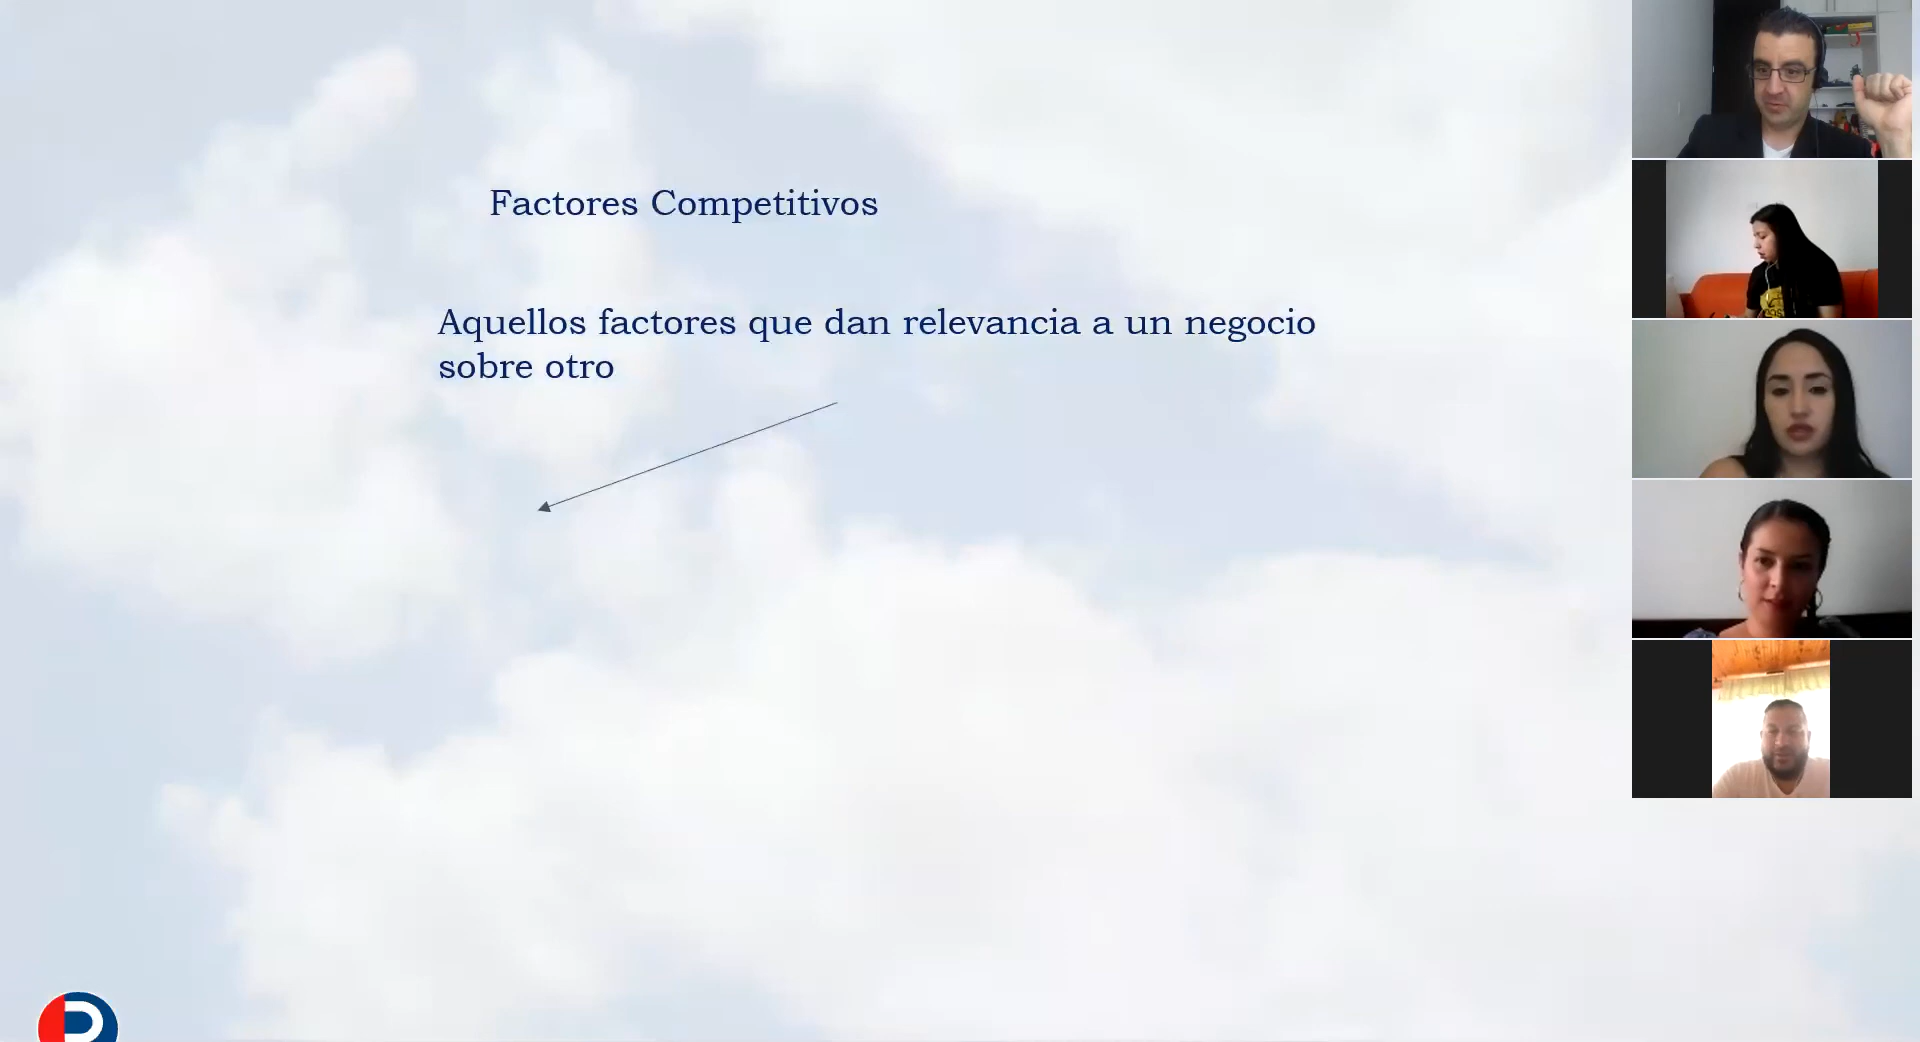 Factores Competitivos
Aquellos factores que dan relevancia a un negocio
sobre otro